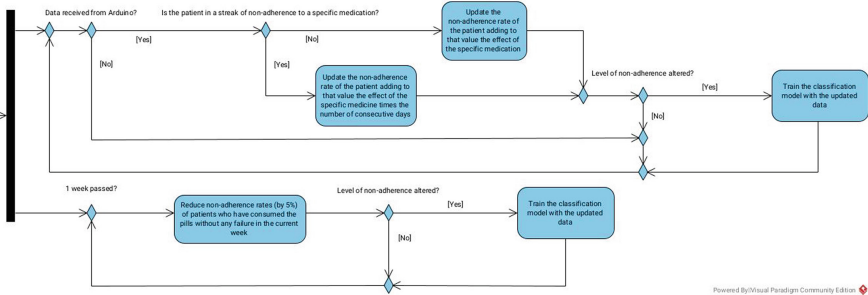 Data received from Arduino?
Is the patient in a streak of non-adherence to a specific medication?
[Yes]
[No]
[No]
[Yes]
Update the
non-adherence rate of
the patient adding to
that value the effect of
the specific medication
Update the non-adherence
rate of the patient adding to
that value the effect of the
specific medicine times the
number of consecutive days
Level of non-adherence altered?
[Yes]
[No]
Train the classification
model with the updated
data
1 week passed?
Reduce non-adherence rates (by 5%)
of patients who have consumed the
pills without any failure in the current
week
Level of non-adherence altered?
[Yes]
[No]
Train the classification
model with the updated
data
Powered By Visual Paradigm Community Edition